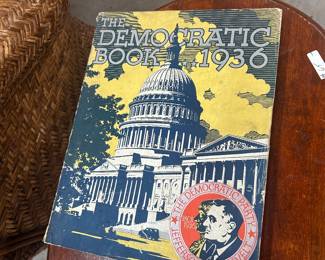 THE
DEMOCRATIC
BOOK 1936
THE DEMOCRATIC PARTY